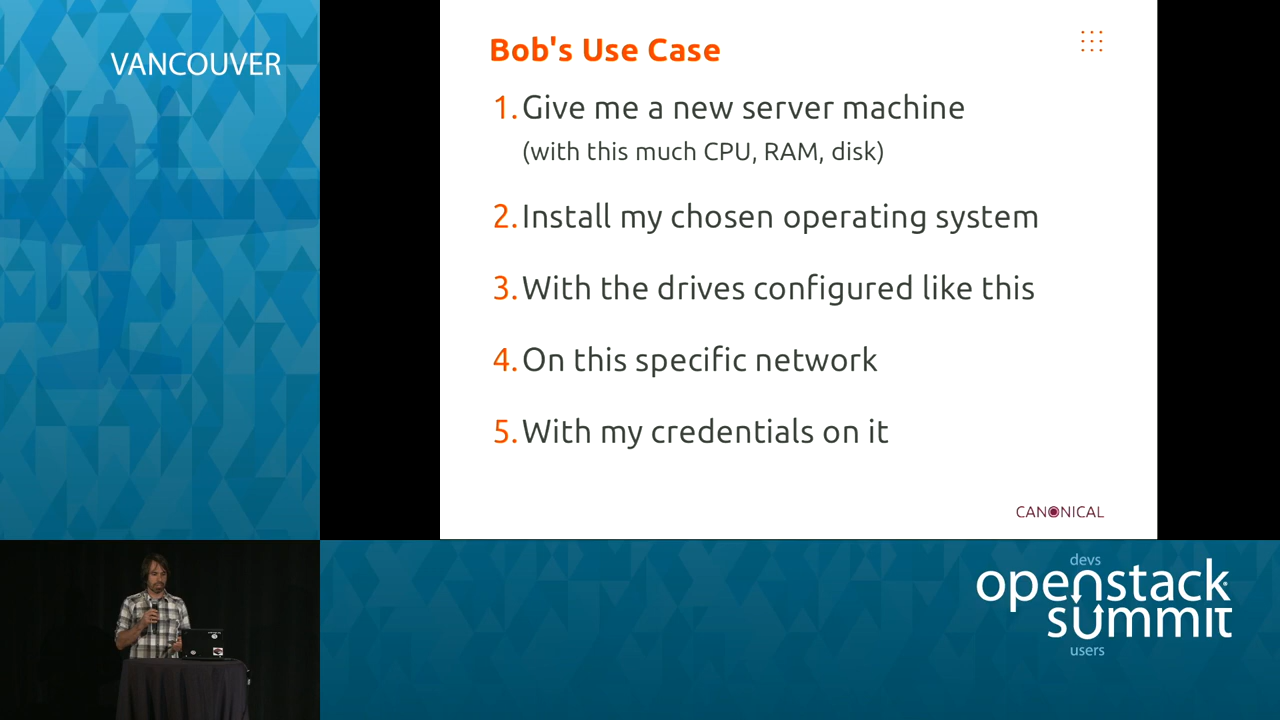 VANCOUVER
Bob's Use Case
1. Give me a new server machine
(with this much CPU, RAM, disk)
2. Install my chosen operating system
3. With the drives configured like this
4. On this specific network
5. With my credentials on it
CANONICAL
devs
openstack
summit
users